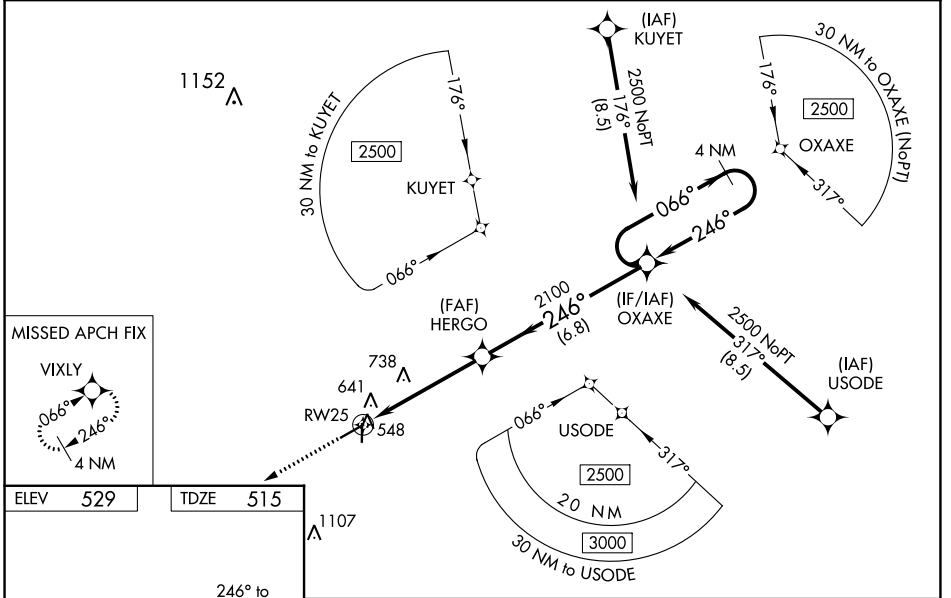 (IAF)
KUYET
1152
30 NM to KUYET
176°
2500
KUYET
066°
2500 NoPT
176°
(8.5)
30 NM to OXAXE (NoPT)
176°
2500
OXAXE
317°
4 NM
066°
246°
(IF/IAF)
OXAXE
2100
246°
(6.8)
(FAF)
HERGO
2500 NoPT
317°
(8.5)
(IAF)
USODE
MISSED APCH FIX
VIXLY
066°
246°
4 NM
738
641
RW25
548
066°
USODE
317°
2500
20 NM
3000
30 NM to USODE
ELEV 529
TDZE 515
1107
246° to